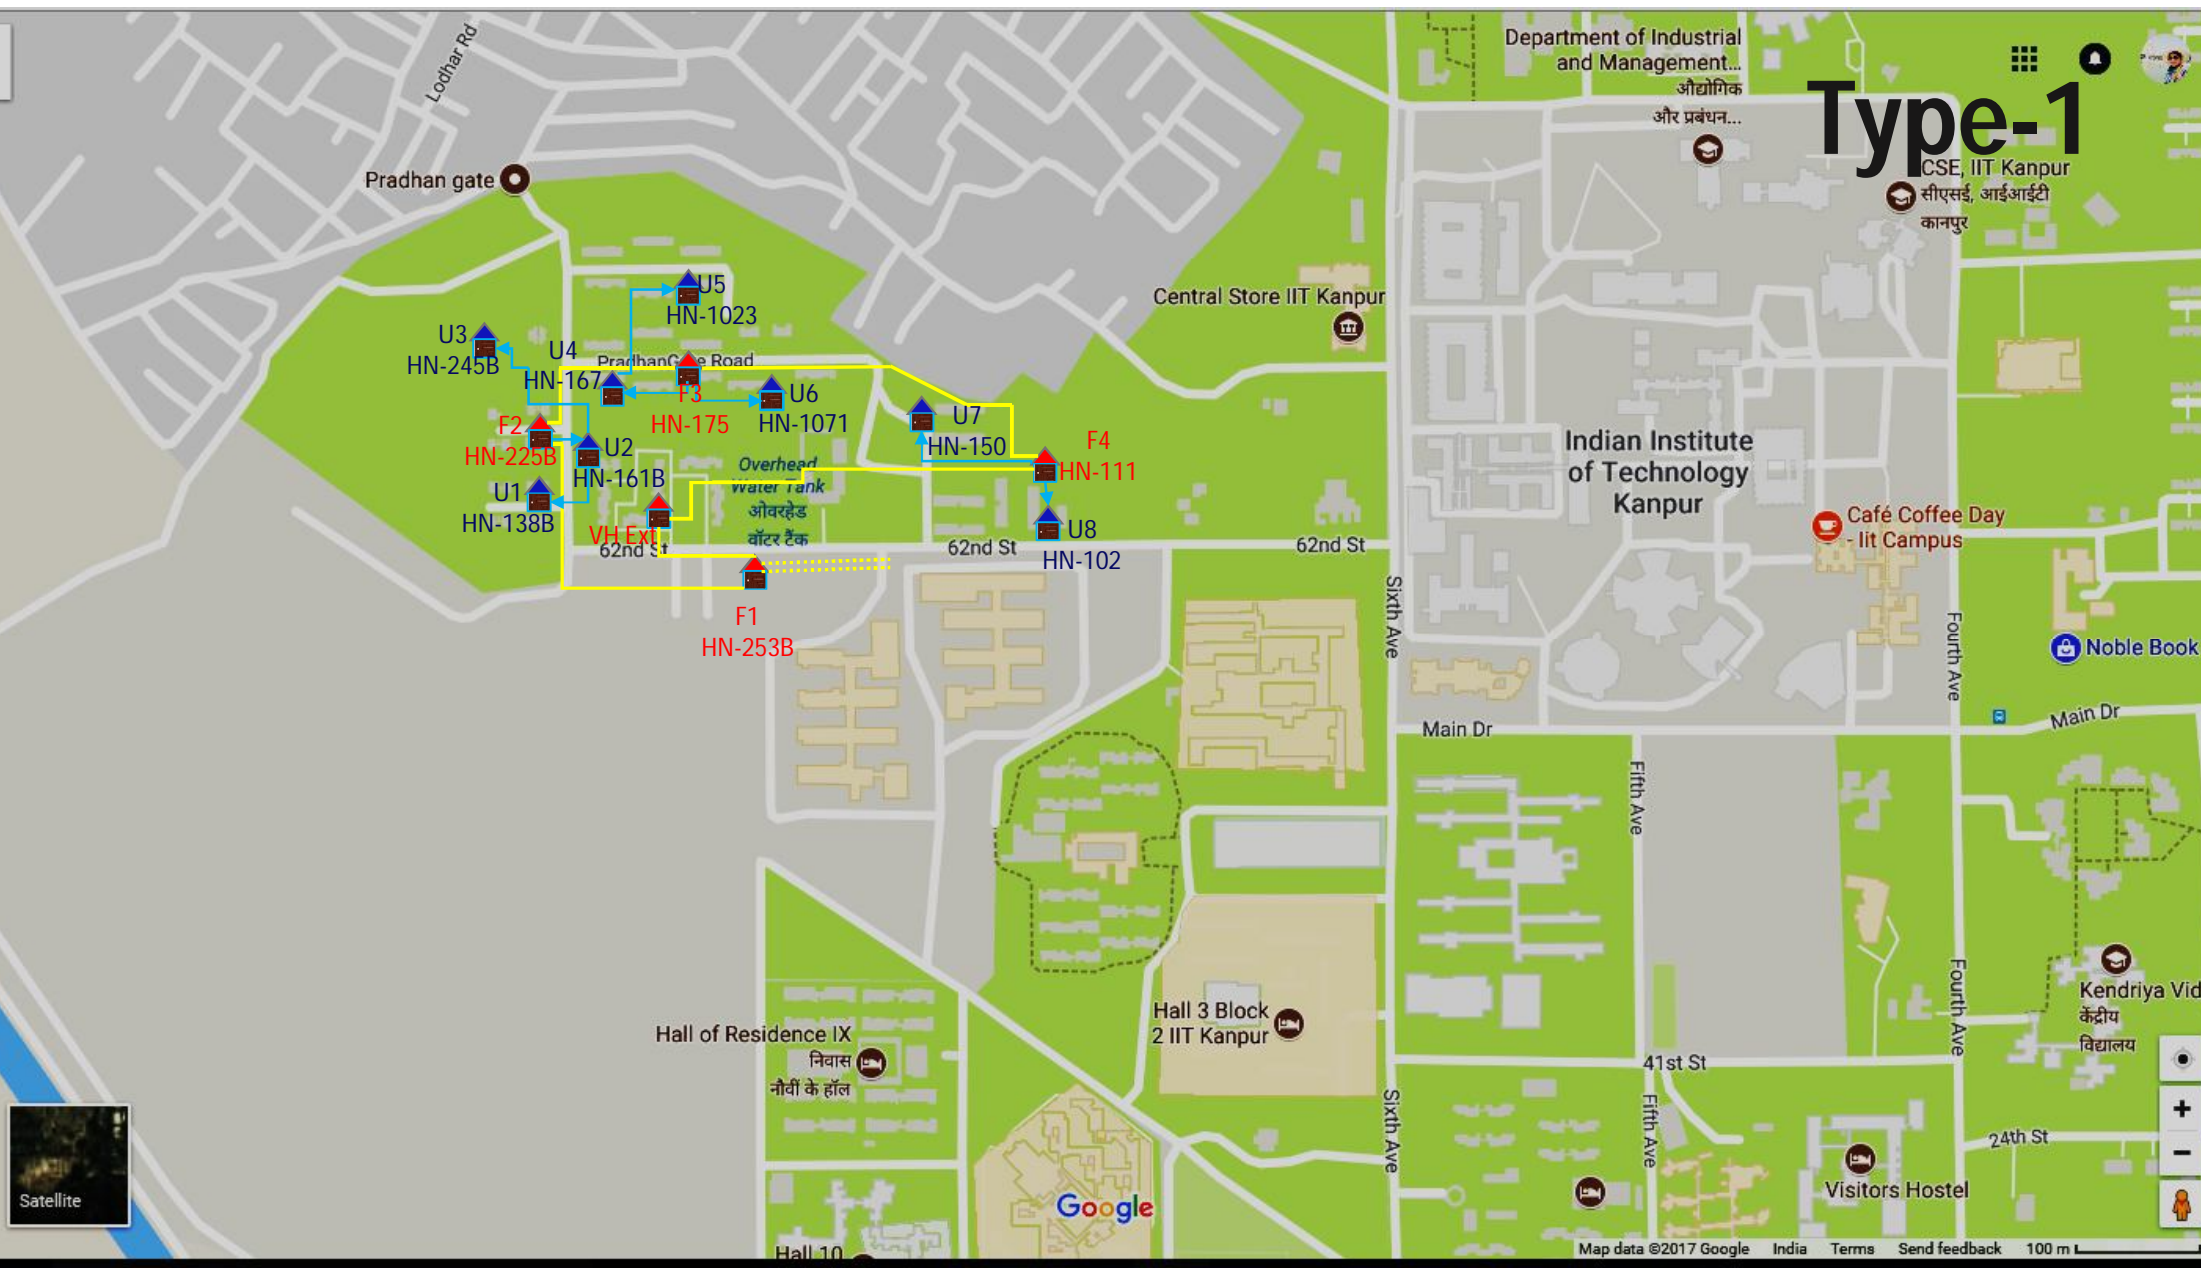 Lodhar Rd
Department of Industrial
and Management...
औद्योगिक
और प्रबंधन...
Type-1
CSE, IIT Kanpur
सीएसई, आईआईटी
कानपुर
Pradhan gate
Central Store IIT Kanpur
U5
HN-1023
U3
HN-245B
U4
HN-167
PradhanGate Road
F3
HN-175
U6
HN-1071
U7
HN-150
F4
HN-111
F2
HN-225B
U2
HN-161B
U1
HN-138B
Overhead
Water Tank
ओवरहेड
वॉटर टैंक
VH Ext
62nd St
62nd St
62nd St
U8
HN-102
F1
HN-253B
Indian Institute
of Technology
Kanpur
Café Coffee Day
- Iit Campus
Sixth Ave
Fourth Ave
Noble Book
Main Dr
Main Dr
Fifth Ave
Hall 3 Block
2 IIT Kanpur
Hall of Residence IX
निवास
नौवीं के हॉल
Fourth Ave
Kendriya Vid
केंद्रीय
विद्यालय
41st St
Sixth Ave
Fifth Ave
24th St
Visitors Hostel
Satellite
Google
Hall 10
Map data ©2017 Google India Terms Send feedback 100 m